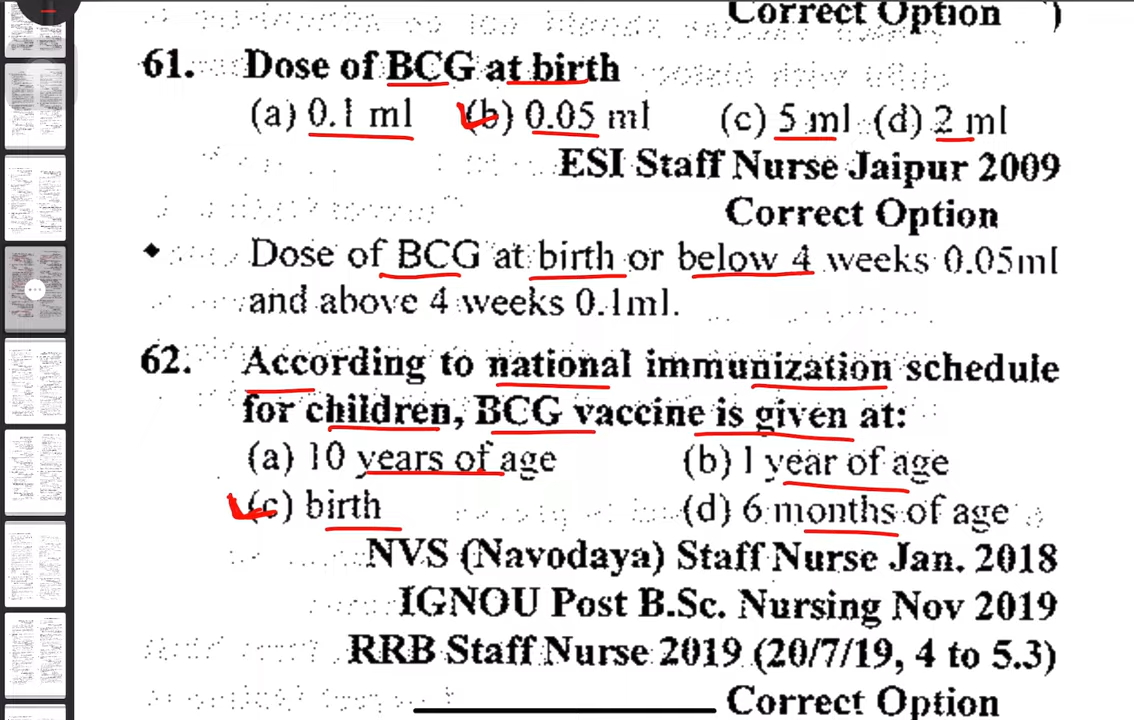 Correct Option )
61. Dose of BCG at birth
(a) 0.1 ml (b) 0.05 ml (c) 5 ml (d) 2 ml
ESI Staff Nurse Jaipur 2009
Correct Option
Dose of BCG at birth or below 4 weeks 0.05ml
and above 4 weeks 0.1ml.
62. According to national immunization schedule
for children, BCG vaccine is given at:
(a) 10 years of age (b) 1 year of age
(c) birth (d) 6 months of age
NVS (Navodaya) Staff Nurse Jan. 2018
IGNOU Post B.Sc. Nursing Nov 2019
RRB Staff Nurse 2019 (20/7/19, 4 to 5.3)
Correct Option